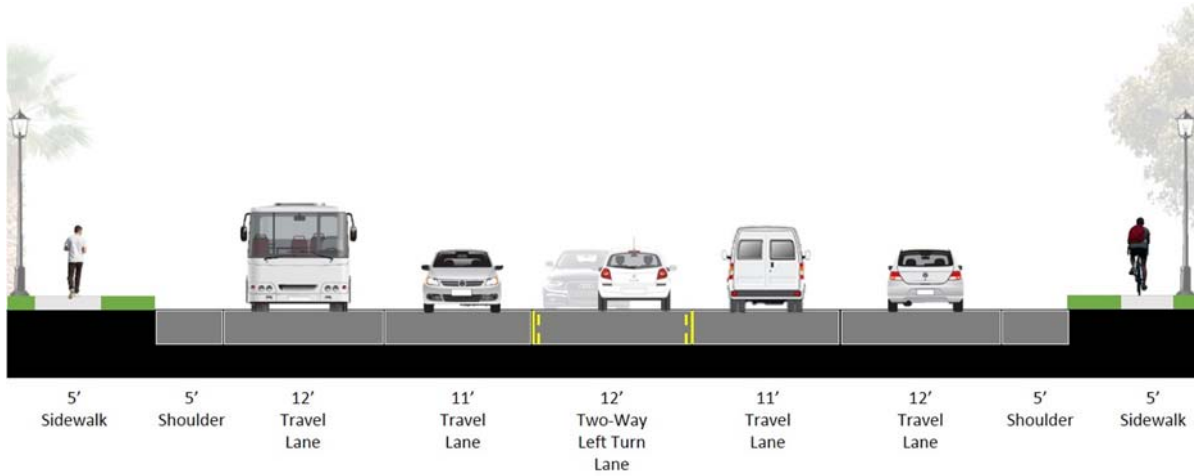 5’
Sidewalk
5’
Shoulder
12’
Travel
Lane
11’
Travel
Lane
12’
Two-Way
Left Turn
Lane
11’
Travel
Lane
12’
Travel
Lane
5’
Shoulder
5’
Sidewalk